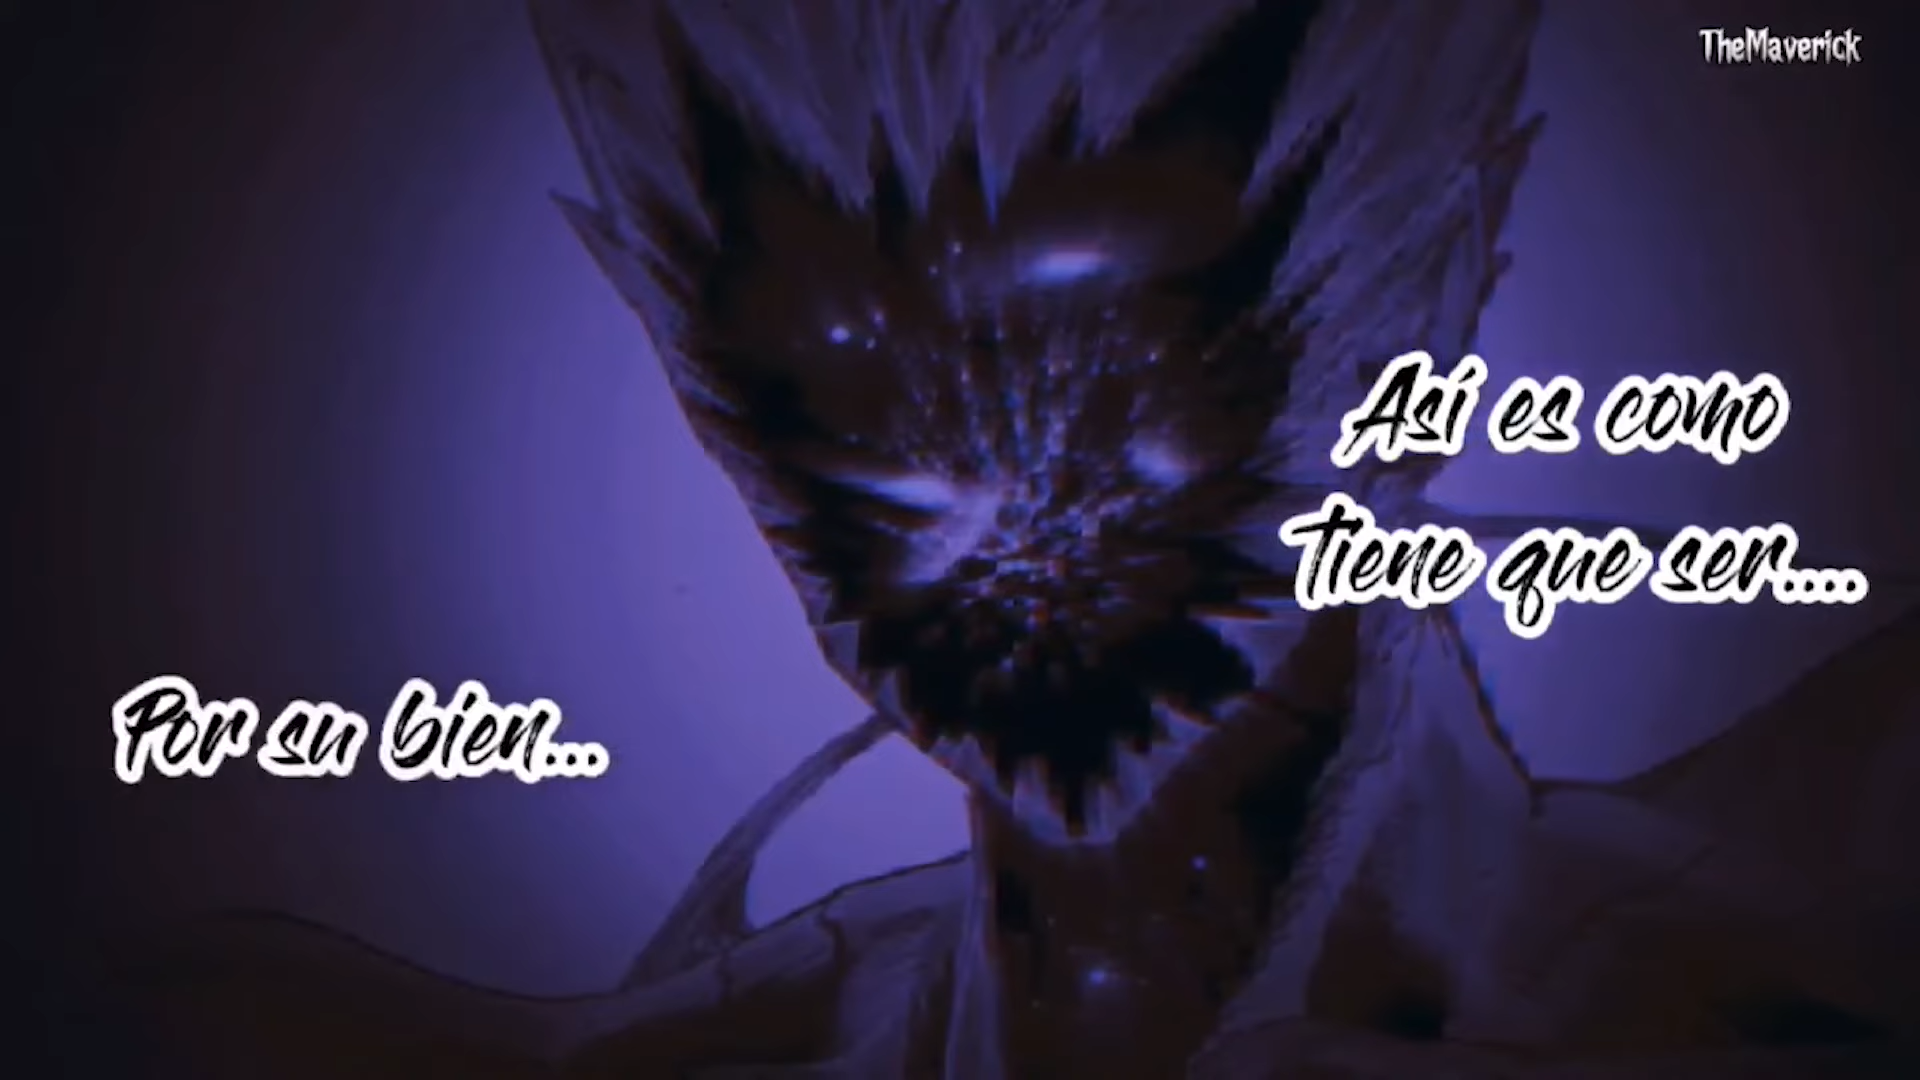 TheMaverick
Así es como
tiene que ser....
Por su bien...